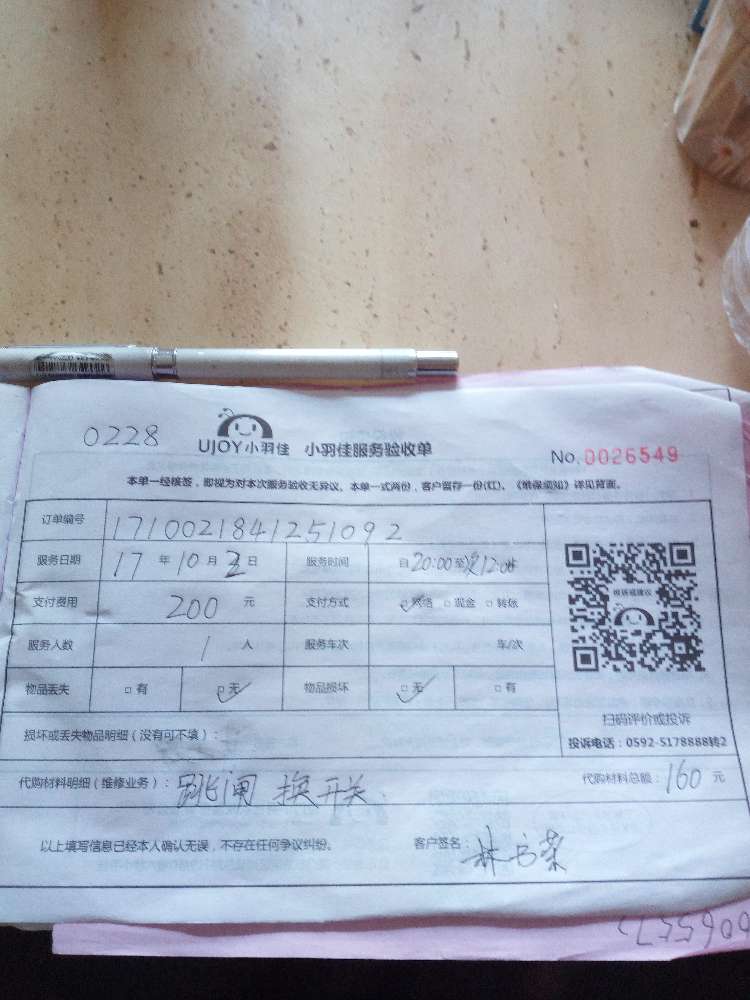 0228 UJOY小羽佳 小羽佳服务验收单 No.0026549
本单一经核签，即视为对本次服务验收无异议。本单一式两份，客户留存一份(红)。《维保须知》详见背面。
订单编号 1710021841251092
服务日期 17 年 10 月 2 日 服务时间 自20:00至次12:00
支付费用 200 元 支付方式 ☑网络 □现金 □转账
服务人数 1 人 服务车次 车/次
物品丢失 □有 ☑无 物品损坏 ☑无 □有
扫码评价或投诉
损坏或丢失物品明细（没有可不填）：
投诉电话：0592-5178888转2
代购材料明细（维修业务）：跳闸 换开关 代购材料总额：160 元
以上填写信息已经本人确认无误，不存在任何争议纠纷。 客户签名：林